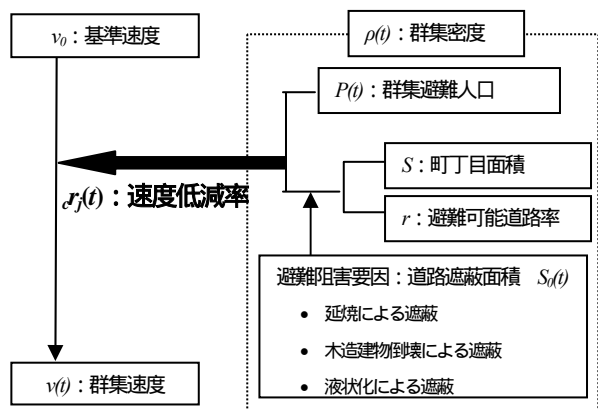 v₀：基準速度
ρ(t)：群集密度
P(t)：群集避難人口
S：町丁目面積
crj(t)：速度低減率
r：避難可能道路率
避難阻害要因：道路遮蔽面積 S₀(t)
• 延焼による遮蔽
• 木造建物倒壊による遮蔽
• 液状化による遮蔽
v(t)：群集速度